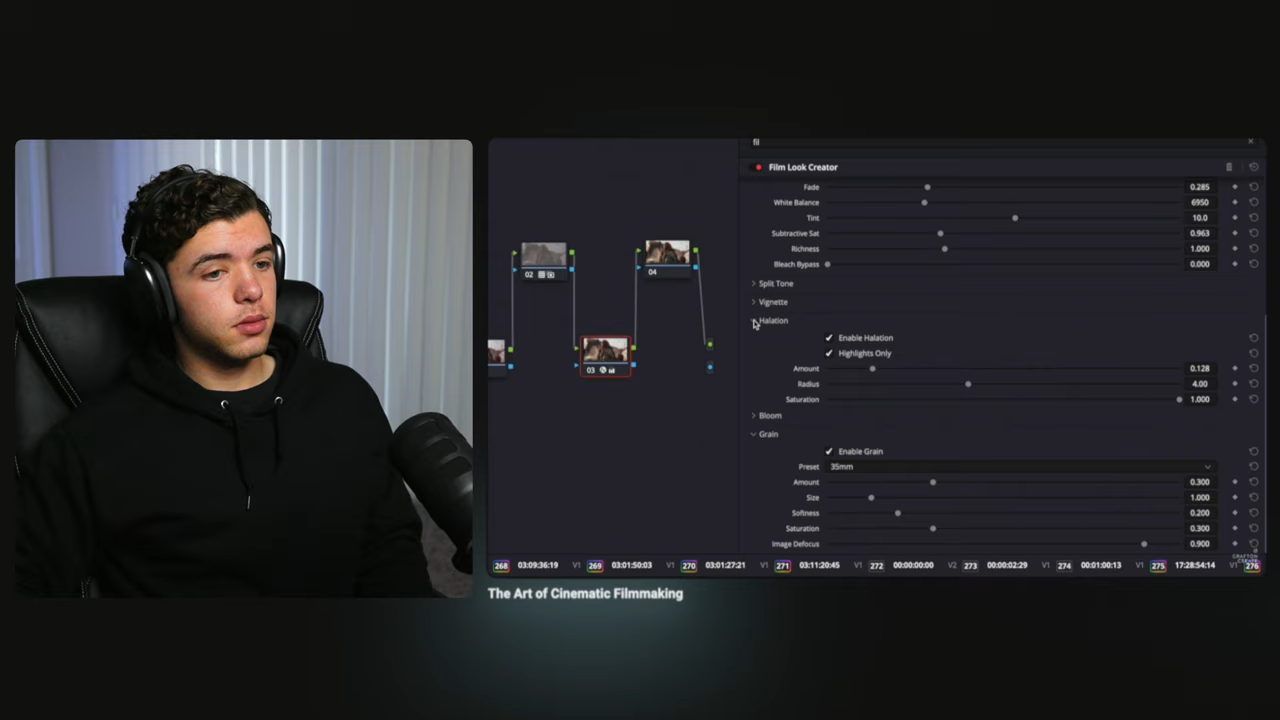 fil
Film Look Creator
Fade 0.285
White Balance 6950
Tint 10.0
Subtractive Sat 0.963
Richness 1.000
Bleach Bypass 0.000
Split Tone
Vignette
Halation
Enable Halation
Highlights Only
Amount 0.128
Radius 4.00
Saturation 1.000
Bloom
Grain
Enable Grain
Preset 35mm
Amount 0.300
Size 1.000
Softness 0.200
Saturation 0.300
Image Defocus 0.900
02
04
03
GRAFTON
268 03:09:36:19 V1 269 03:01:50:03 V1 270 03:01:27:21 V1 271 03:11:20:45 V1 272 00:00:00:00 V2 273 00:00:02:29 V1 274 00:01:00:13 V1 275 17:28:54:14 V1 276
The Art of Cinematic Filmmaking